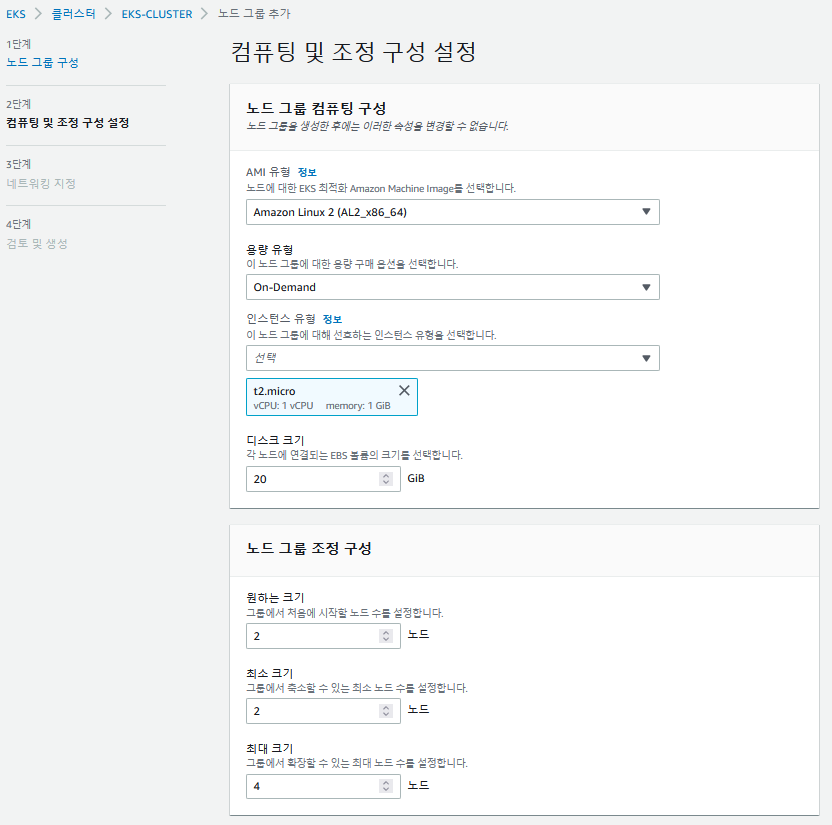 EKS > 클러스터 > EKS-CLUSTER > 노드 그룹 추가
1단계
노드 그룹 구성
2단계
컴퓨팅 및 조정 구성 설정
3단계
네트워킹 지정
4단계
검토 및 생성
컴퓨팅 및 조정 구성 설정
노드 그룹 컴퓨팅 구성
노드 그룹을 생성한 후에는 이러한 속성을 변경할 수 없습니다.
AMI 유형 정보
노드에 대한 EKS 최적화 Amazon Machine Image를 선택합니다.
Amazon Linux 2 (AL2_x86_64)
용량 유형
이 노드 그룹에 대한 용량 구매 옵션을 선택합니다.
On-Demand
인스턴스 유형 정보
이 노드 그룹에 대해 선호하는 인스턴스 유형을 선택합니다.
선택
t2.micro
vCPU: 1 vCPU memory: 1 GiB
디스크 크기
각 노드에 연결되는 EBS 볼륨의 크기를 선택합니다.
20 GiB
노드 그룹 조정 구성
원하는 크기
그룹에서 처음에 시작할 노드 수를 설정합니다.
2 노드
최소 크기
그룹에서 축소할 수 있는 최소 노드 수를 설정합니다.
2 노드
최대 크기
그룹에서 확장할 수 있는 최대 노드 수를 설정합니다.
4 노드